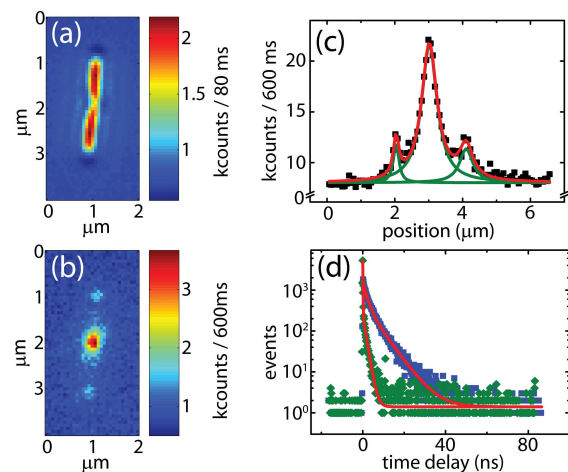 (a)
0
1
2
3
μm
0 1 2
μm
2
1.5
1
kcounts / 80 ms
(b)
0
1
2
3
μm
0 1 2
μm
3
2
1
kcounts / 600ms
(c)
20
15
10
0
kcounts / 600 ms
0 2 4 6
position (μm)
(d)
10³
10²
10¹
10⁰
events
0 40 80
time delay (ns)